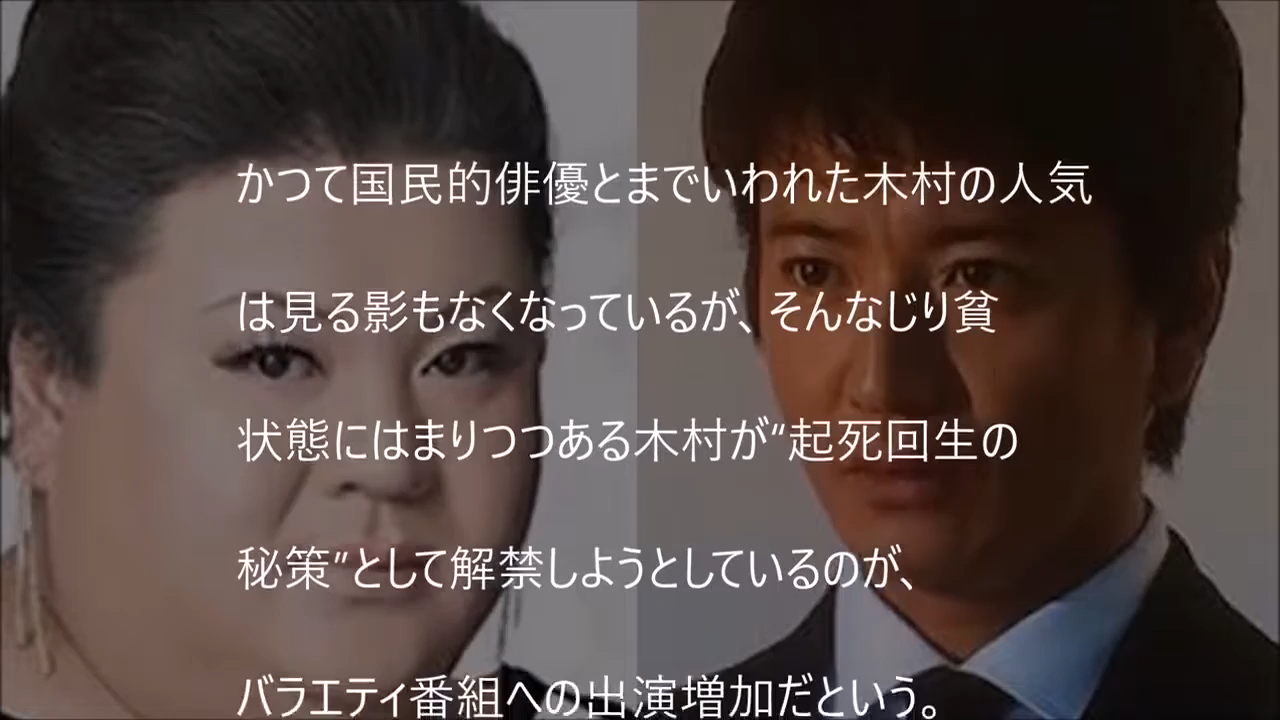 かつて国民的俳優とまでいわれた木村の人気
は見る影もなくなっているが、そんなじり貧
状態にはまりつつある木村が“起死回生の
秘策”として解禁しようとしているのが、
バラエティ番組への出演増加だという。